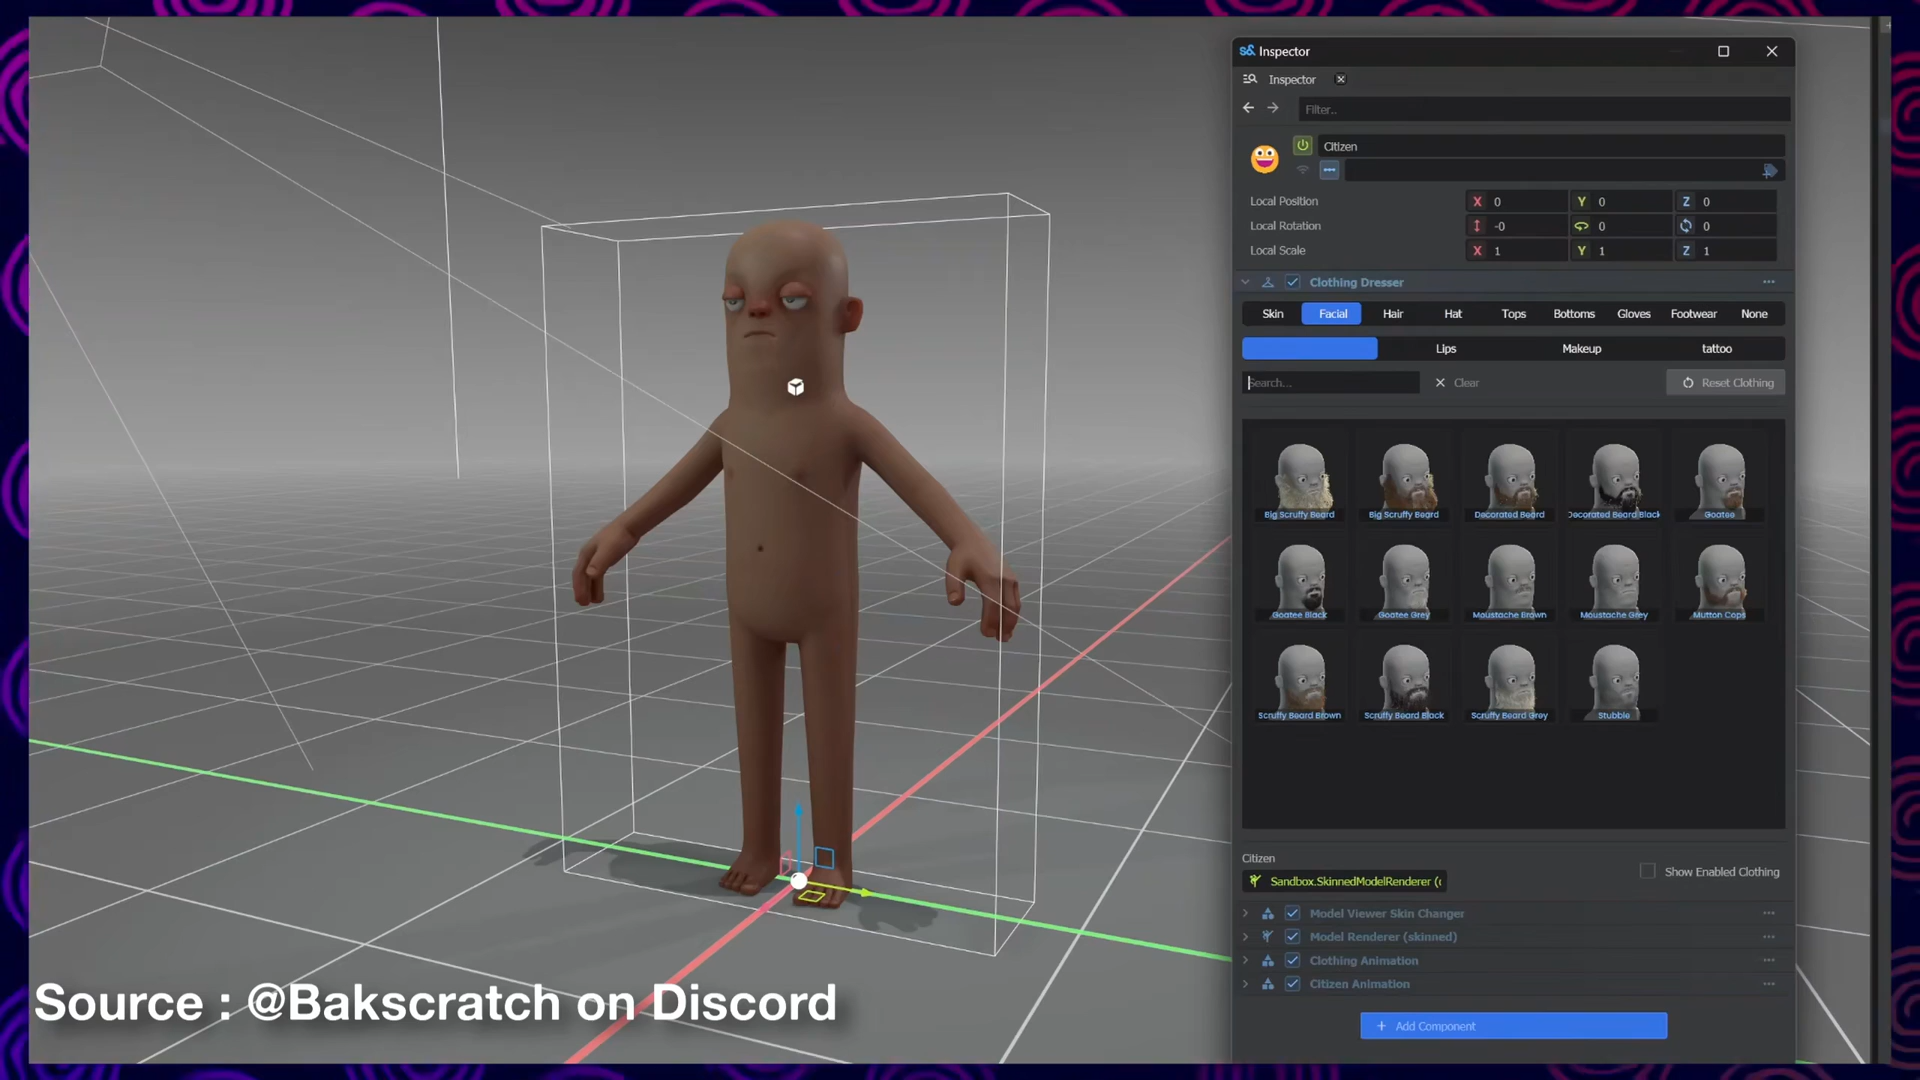 s& Inspector
Inspector
Filter..
Citizen
Local Position X 0 Y 0 Z 0
Local Rotation -0 0 0
Local Scale X 1 Y 1 Z 1
Clothing Dresser
Skin Facial Hair Hat Tops Bottoms Gloves Footwear None
Lips Makeup tattoo
Search... Clear Reset Clothing
Big Scruffy Beard Big Scruffy Beard Decorated Beard Decorated Beard Black Goatee
Goatee Black Goatee Grey Moustache Brown Moustache Grey Mutton Cops
Scruffy Beard Brown Scruffy Beard Black Scruffy Beard Grey Stubble
Citizen
Show Enabled Clothing
Sandbox.SkinnedModelRenderer (
Model Viewer Skin Changer
Model Renderer (skinned)
Clothing Animation
Citizen Animation
+ Add Component
Source : @Bakscratch on Discord